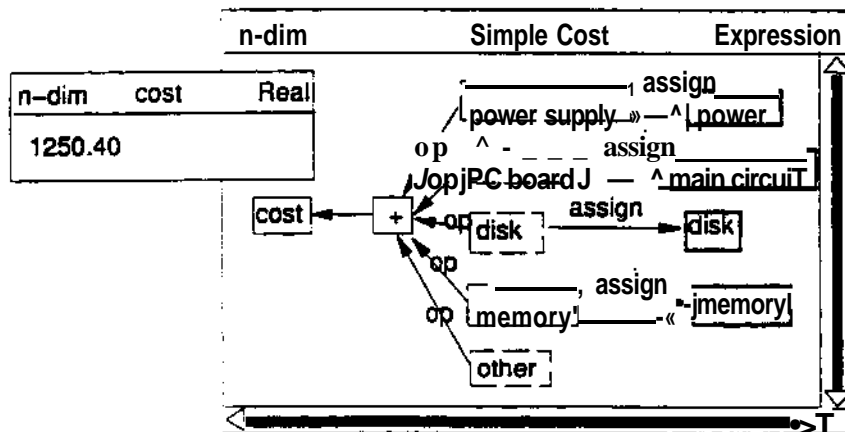 n-dim Simple Cost Expression
n-dim cost Real
1250.40
assign
power supply power
op assign
op PC board main circuiT
cost + op disk assign disk
op
assign
memory memory
op
other